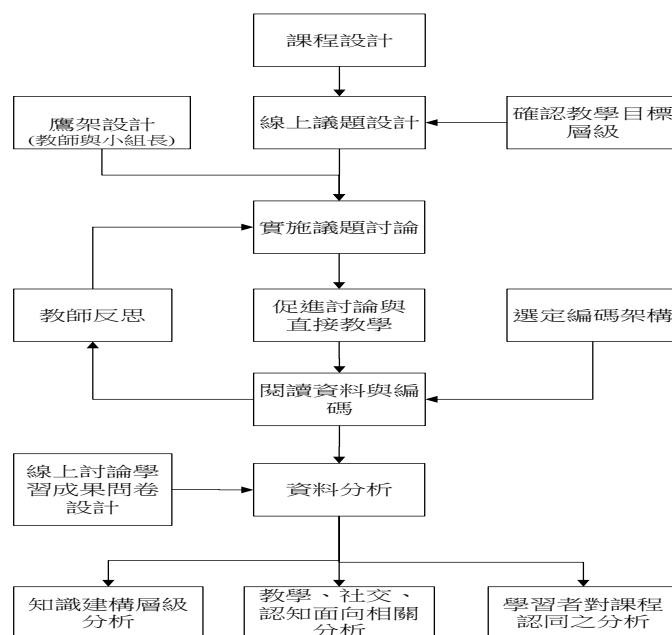 課程設計
鷹架設計
(教師與小組長)
線上議題設計
確認教學目標
層級
實施議題討論
教師反思
促進討論與
直接教學
選定編碼架構
閱讀資料與編
碼
線上討論學
習成果問卷
設計
資料分析
知識建構層級
分析
教學、社交、
認知面向相關
分析
學習者對課程
認同之分析